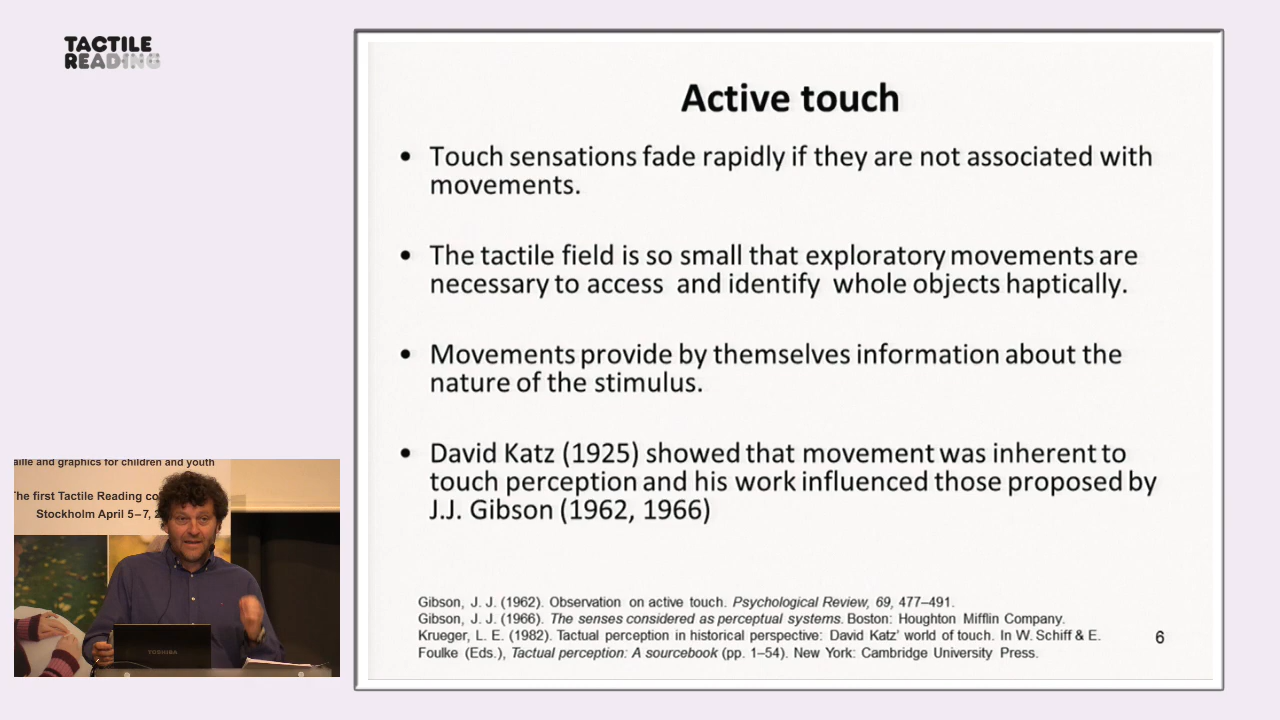 TACTILE
READING
Active touch
• Touch sensations fade rapidly if they are not associated with
movements.
• The tactile field is so small that exploratory movements are
necessary to access and identify whole objects haptically.
• Movements provide by themselves information about the
nature of the stimulus.
• David Katz (1925) showed that movement was inherent to
touch perception and his work influenced those proposed by
J.J. Gibson (1962, 1966)
Gibson, J. J. (1962). Observation on active touch. Psychological Review, 69, 477–491.
Gibson, J. J. (1966). The senses considered as perceptual systems. Boston: Houghton Mifflin Company.
Krueger, L. E. (1982). Tactual perception in historical perspective: David Katz' world of touch. In W. Schiff & E.
Foulke (Eds.), Tactual perception: A sourcebook (pp. 1–54). New York: Cambridge University Press.
6
aille and graphics for children and youth
The first Tactile Reading co
Stockholm April 5–7, 2
TOSHIBA